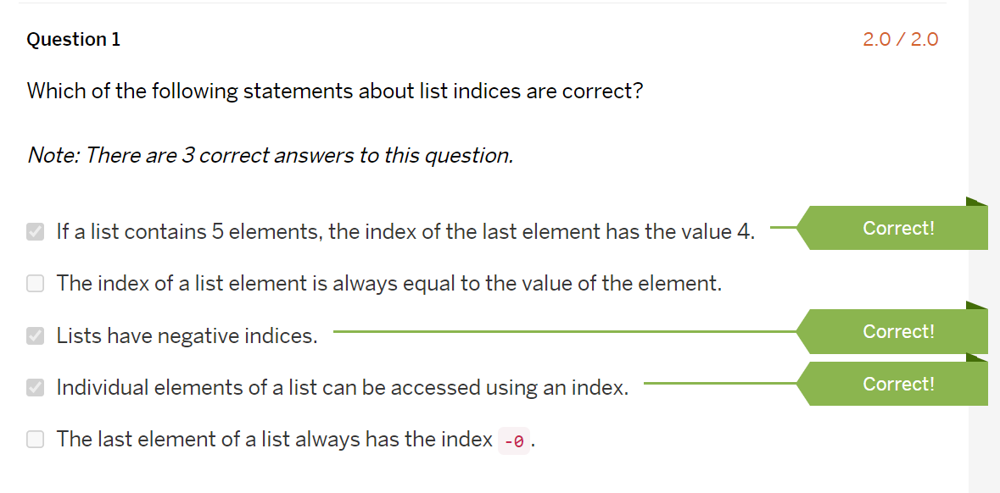 Question 1 2.0 / 2.0
Which of the following statements about list indices are correct?
Note: There are 3 correct answers to this question.
If a list contains 5 elements, the index of the last element has the value 4. Correct!
The index of a list element is always equal to the value of the element.
Lists have negative indices. Correct!
Individual elements of a list can be accessed using an index. Correct!
The last element of a list always has the index -0.